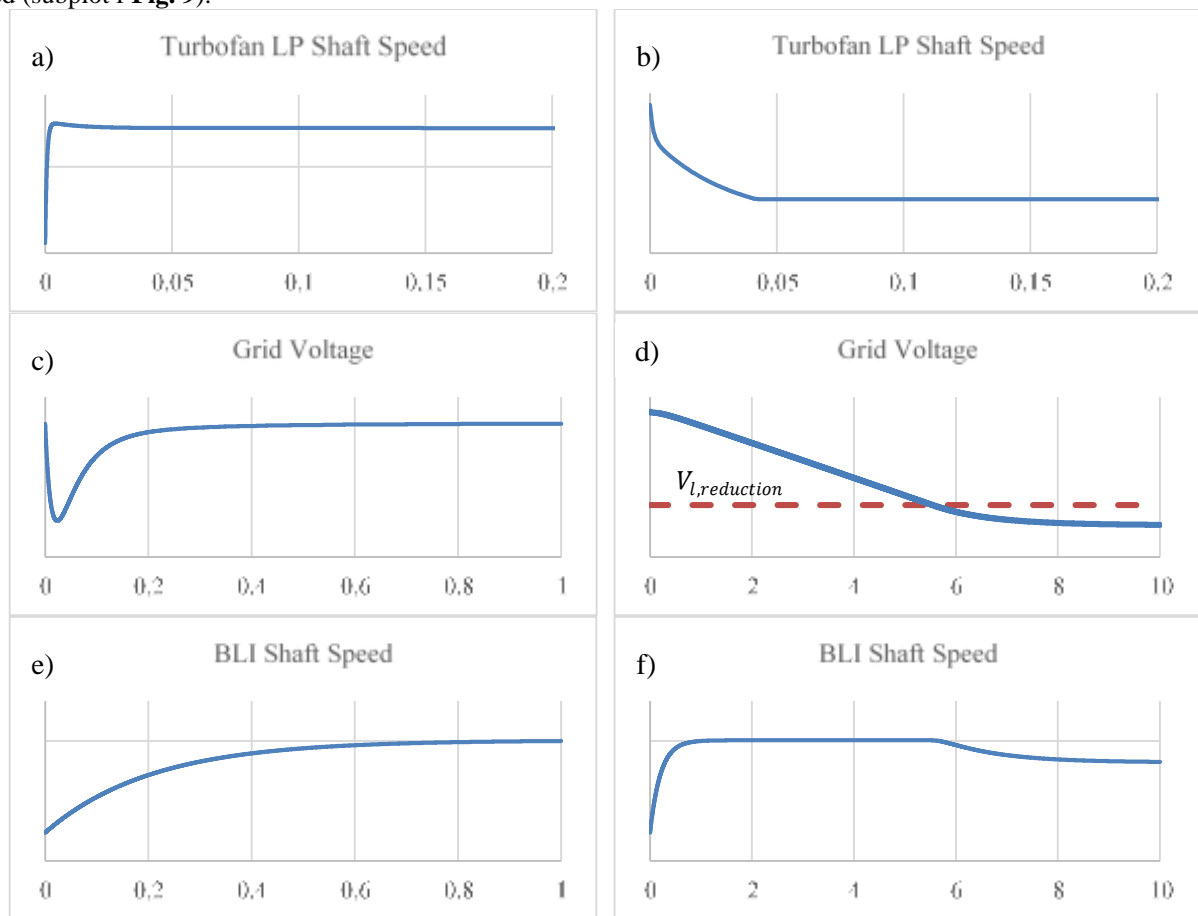 a)
Turbofan LP Shaft Speed
0 0,05 0,1 0,15 0,2
b)
Turbofan LP Shaft Speed
0 0,05 0,1 0,15 0,2
c)
Grid Voltage
0 0,2 0,4 0,6 0,8 1
d)
Grid Voltage
V_{l,reduction}
0 2 4 6 8 10
e)
BLI Shaft Speed
0 0,2 0,4 0,6 0,8 1
f)
BLI Shaft Speed
0 2 4 6 8 10